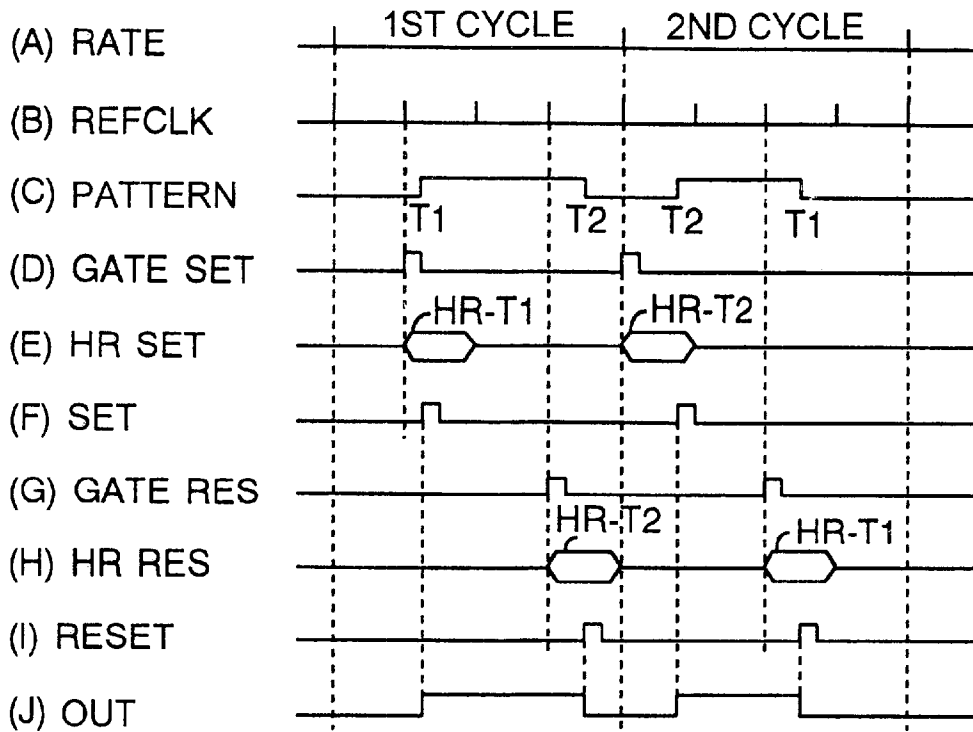 (A) RATE 1ST CYCLE 2ND CYCLE
(B) REFCLK
(C) PATTERN T1 T2 T2 T1
(D) GATE SET
(E) HR SET HR-T1 HR-T2
(F) SET
(G) GATE RES
(H) HR RES HR-T2 HR-T1
(I) RESET
(J) OUT